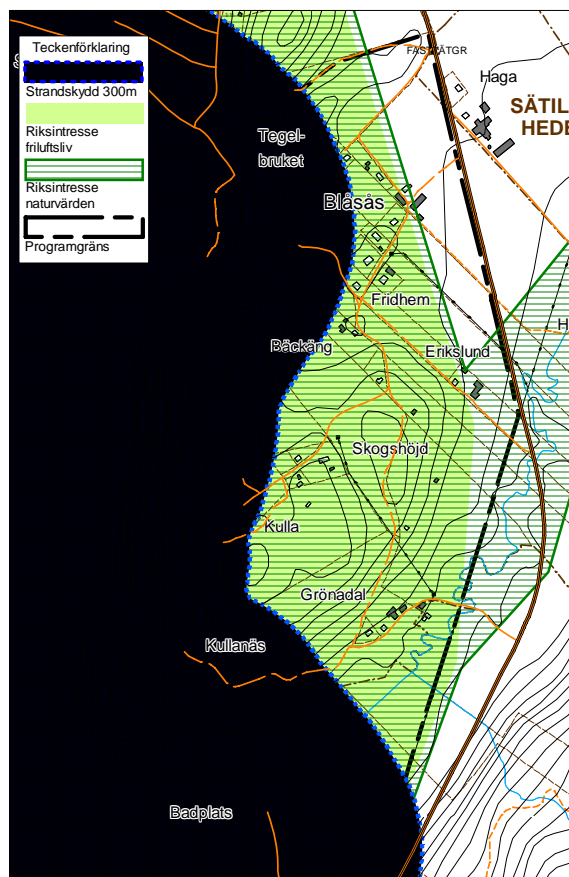 Teckenförklaring
Strandskydd 300m
Riksintresse
friluftsliv
Riksintresse
naturvärden
Programgräns
Haga
SÄTIL
HEDE
Tegel-
bruket
Blåsås
Fridhem
Bäckäng
Erikslund
H
Skogshöjd
Kulla
Grönadal
Kullanäs
Badplats